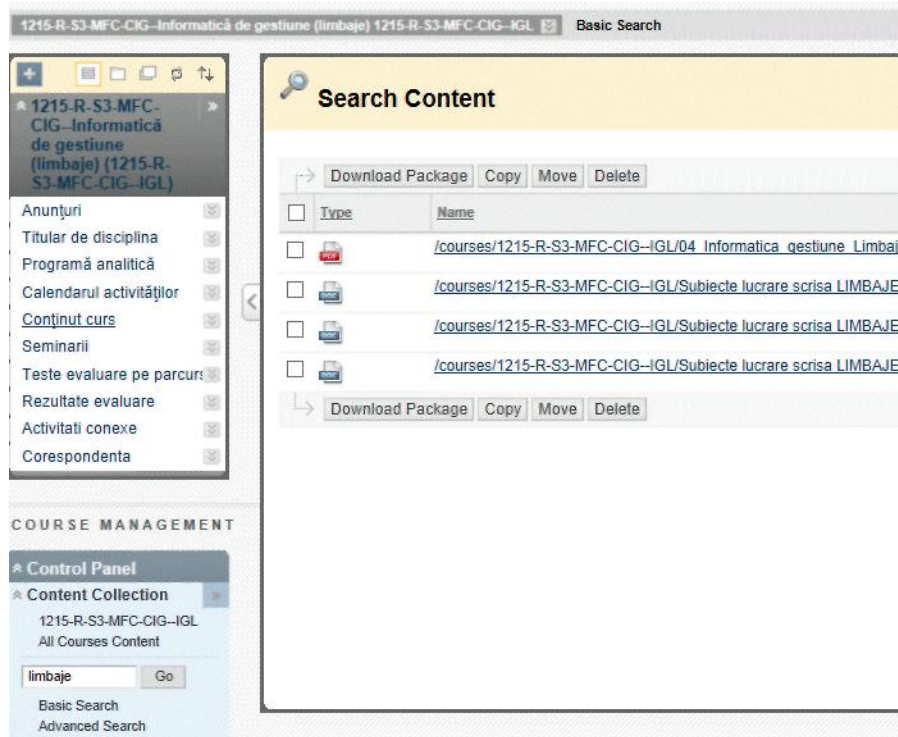 1215-R-S3-MFC-CIG--Informatică de gestiune (limbaje) 1215-R-S3-MFC-CIG--IGL Basic Search
1215-R-S3-MFC-
CIG--Informatică
de gestiune
(limbaje) (1215-R-
S3-MFC-CIG--IGL)
Anunțuri
Titular de disciplina
Programă analitică
Calendarul activităților
Conținut curs
Seminarii
Teste evaluare pe parcurs
Rezultate evaluare
Activitati conexe
Corespondenta
COURSE MANAGEMENT
Control Panel
Content Collection
1215-R-S3-MFC-CIG--IGL
All Courses Content
limbaje Go
Basic Search
Advanced Search
Search Content
Download Package Copy Move Delete
Type Name
PDF /courses/1215-R-S3-MFC-CIG--IGL/04_Informatica_gestiune_Limbaj
DOC /courses/1215-R-S3-MFC-CIG--IGL/Subiecte lucrare scrisa LIMBAJE
DOC /courses/1215-R-S3-MFC-CIG--IGL/Subiecte lucrare scrisa LIMBAJE
DOC /courses/1215-R-S3-MFC-CIG--IGL/Subiecte lucrare scrisa LIMBAJE
Download Package Copy Move Delete